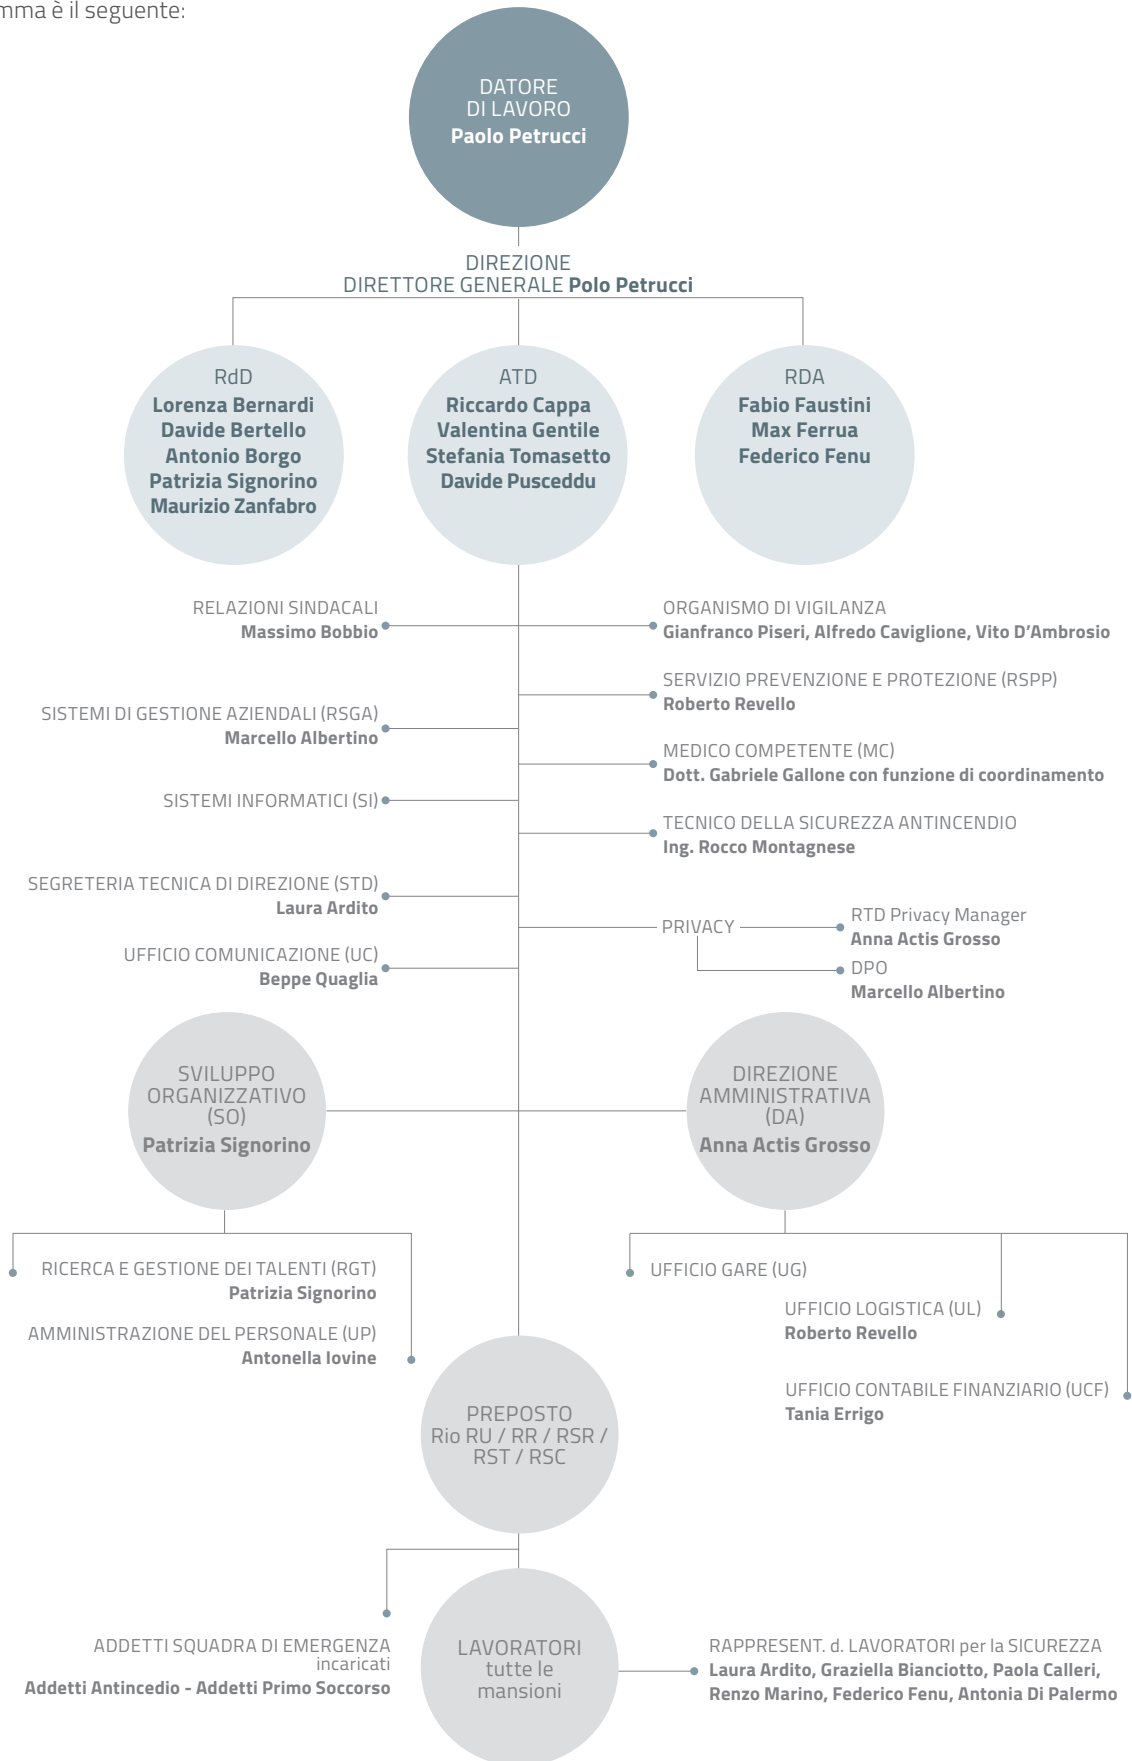 mma è il seguente:
DATORE
DI LAVORO
Paolo Petrucci
DIREZIONE
DIRETTORE GENERALE Polo Petrucci
RdD
Lorenza Bernardi
Davide Bertello
Antonio Borgo
Patrizia Signorino
Maurizio Zanfabro
ATD
Riccardo Cappa
Valentina Gentile
Stefania Tomasetto
Davide Pusceddu
RDA
Fabio Faustini
Max Ferrua
Federico Fenu
RELAZIONI SINDACALI
Massimo Bobbio
ORGANISMO DI VIGILANZA
Gianfranco Piseri, Alfredo Caviglione, Vito D’Ambrosio
SERVIZIO PREVENZIONE E PROTEZIONE (RSPP)
Roberto Revello
SISTEMI DI GESTIONE AZIENDALI (RSGA)
Marcello Albertino
MEDICO COMPETENTE (MC)
Dott. Gabriele Gallone con funzione di coordinamento
SISTEMI INFORMATICI (SI)
TECNICO DELLA SICUREZZA ANTINCENDIO
Ing. Rocco Montagnese
SEGRETERIA TECNICA DI DIREZIONE (STD)
Laura Ardito
PRIVACY
RTD Privacy Manager
Anna Actis Grosso
DPO
Marcello Albertino
UFFICIO COMUNICAZIONE (UC)
Beppe Quaglia
SVILUPPO
ORGANIZZATIVO
(SO)
Patrizia Signorino
DIREZIONE
AMMINISTRATIVA
(DA)
Anna Actis Grosso
RICERCA E GESTIONE DEI TALENTI (RGT)
Patrizia Signorino
AMMINISTRAZIONE DEL PERSONALE (UP)
Antonella Iovine
UFFICIO GARE (UG)
UFFICIO LOGISTICA (UL)
Roberto Revello
UFFICIO CONTABILE FINANZIARIO (UCF)
Tania Errigo
PREPOSTO
Rio RU / RR / RSR /
RST / RSC
ADDETTI SQUADRA DI EMERGENZA
incaricati
Addetti Antincedio - Addetti Primo Soccorso
LAVORATORI
tutte le
mansioni
RAPPRESENT. d. LAVORATORI per la SICUREZZA
Laura Ardito, Graziella Bianciotto, Paola Calleri,
Renzo Marino, Federico Fenu, Antonia Di Palermo